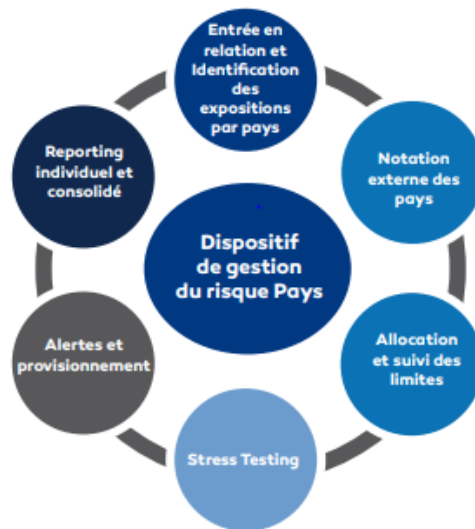 Entrée en
relation et
Identification
des
expositions
par pays
Reporting
individuel et
consolidé
Notation
externe des
pays
Dispositif
de gestion
du risque Pays
Alertes et
provisionnement
Allocation
et suivi des
limites
Stress Testing